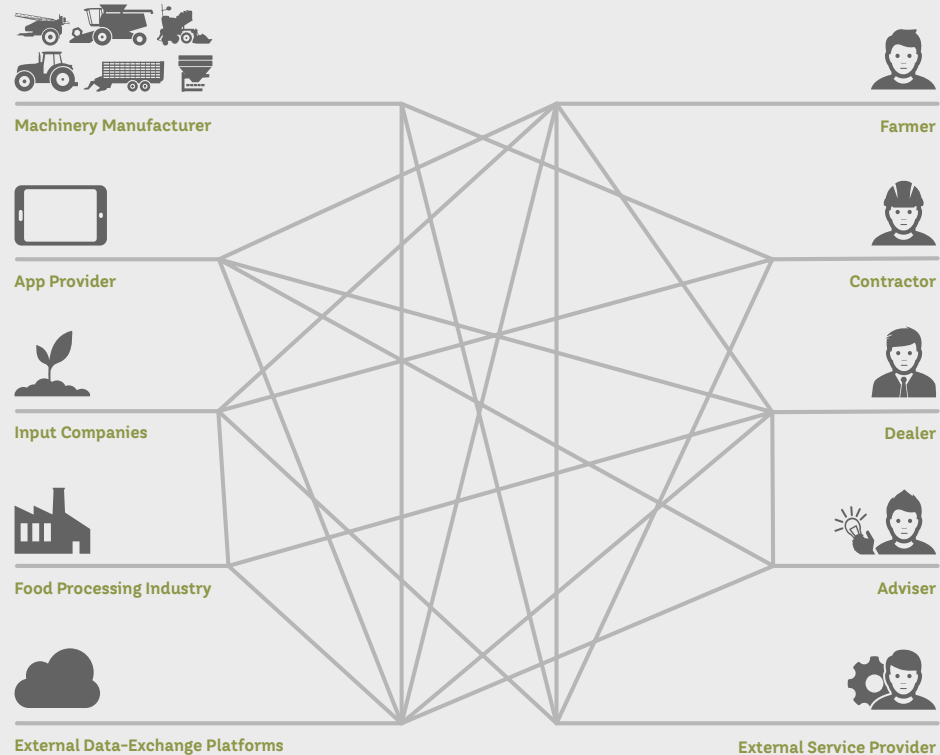 Machinery Manufacturer
Farmer
App Provider
Contractor
Input Companies
Dealer
Food Processing Industry
Adviser
External Data-Exchange Platforms
External Service Provider